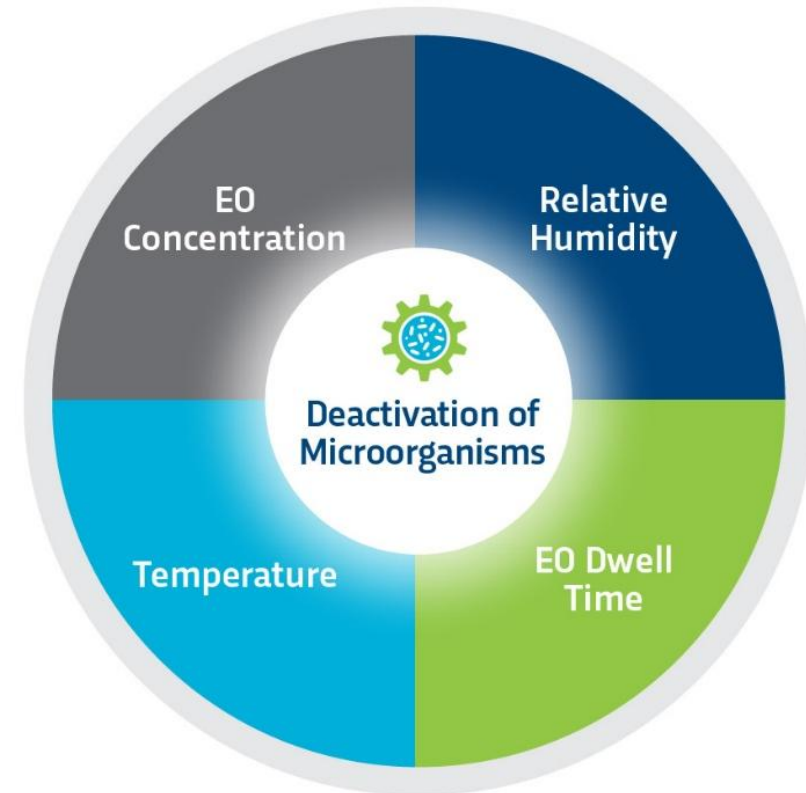 EO
Concentration
Relative
Humidity
Deactivation of
Microorganisms
Temperature
EO Dwell
Time